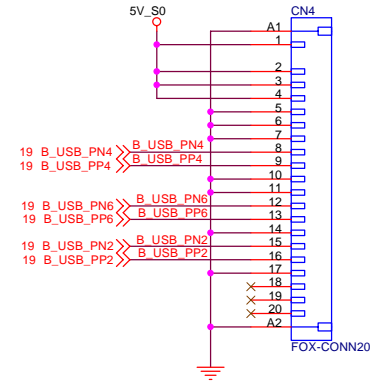 5V_S0
CN4
A1
1
2
3
4
5
6
7
19 B_USB_PN4 B_USB_PN4 8
19 B_USB_PP4 B_USB_PP4 9
10
11
19 B_USB_PN6 B_USB_PN6 12
19 B_USB_PP6 B_USB_PP6 13
14
19 B_USB_PN2 B_USB_PN2 15
19 B_USB_PP2 B_USB_PP2 16
17
18
19
20
A2
FOX-CONN20